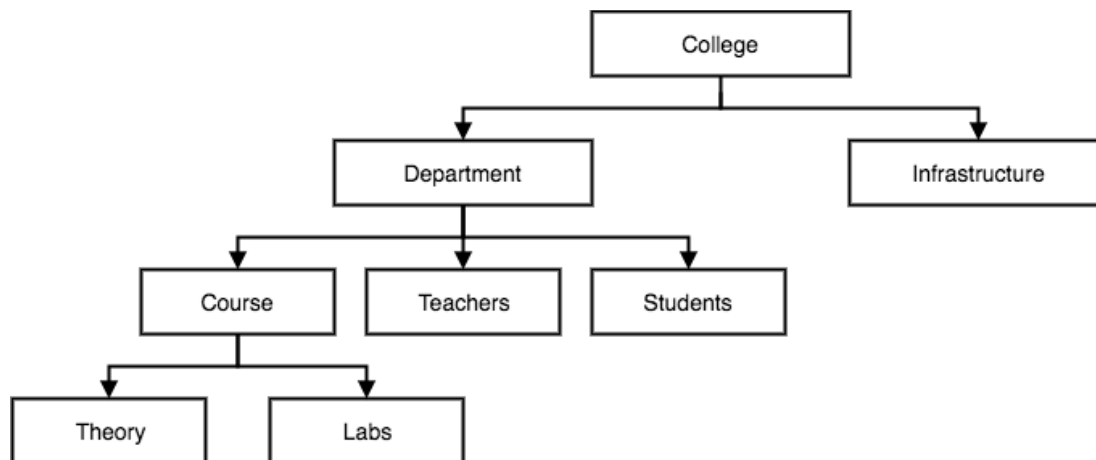 College
Department
Infrastructure
Course
Teachers
Students
Theory
Labs